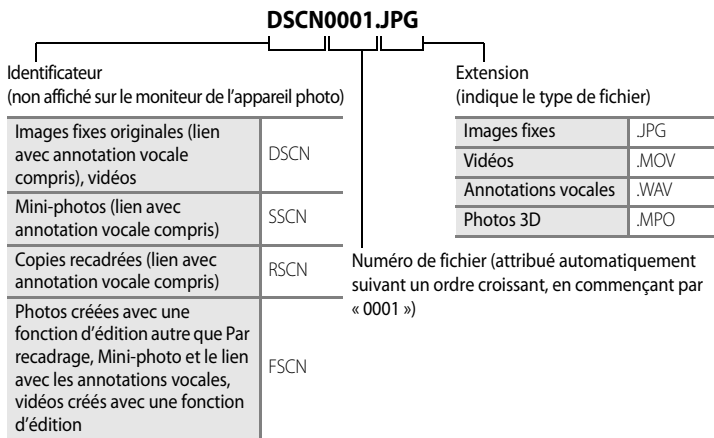 DSCN0001.JPG
Identificateur
(non affiché sur le moniteur de l'appareil photo)
Images fixes originales (lien
avec annotation vocale
compris), vidéos
DSCN
Mini-photos (lien avec
annotation vocale compris)
SSCN
Copies recadrées (lien avec
annotation vocale compris)
RSCN
Photos créées avec une
fonction d'édition autre que Par
recadrage, Mini-photo et le lien
avec les annotations vocales,
vidéos créés avec une fonction
d'édition
FSCN
Extension
(indique le type de fichier)
Images fixes .JPG
Vidéos .MOV
Annotations vocales .WAV
Photos 3D .MPO
Numéro de fichier (attribué automatiquement
suivant un ordre croissant, en commençant par
« 0001 »)